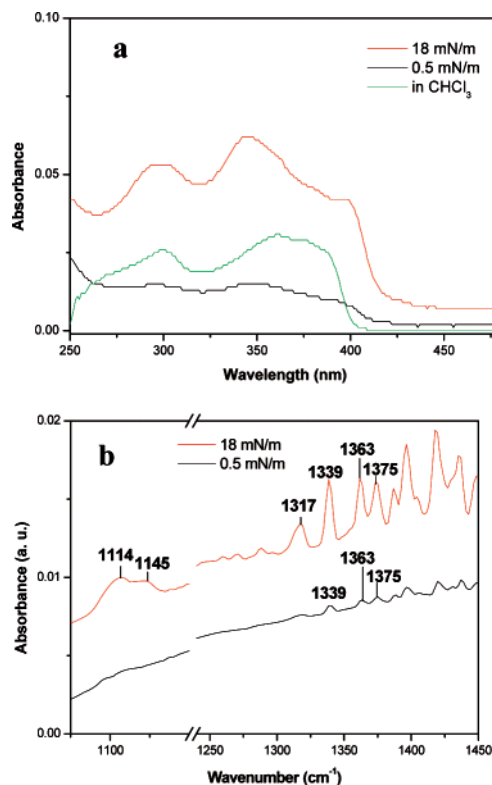 0.10
a
18 mN/m
0.5 mN/m
in CHCl₃
Absorbance
0.05
0.00
250 300 350 400 450
Wavelength (nm)
0.02
b
18 mN/m
0.5 mN/m
1363
1339
1375
1317
1114 1145
Absorbance (a. u.)
0.01
1363
1375
1339
0.00
1100 1250 1300 1350 1400 1450
Wavenumber (cm⁻¹)